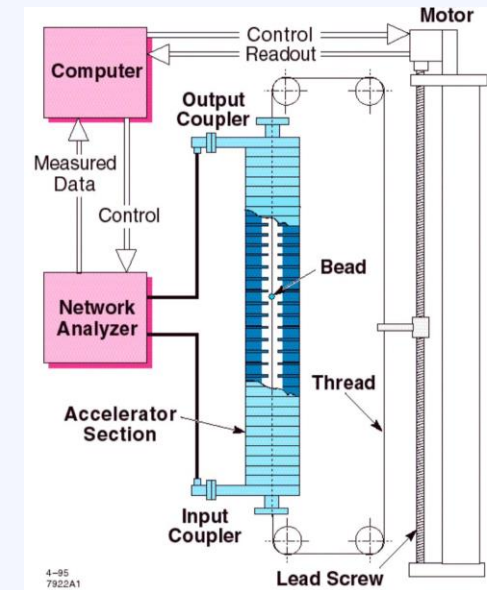 Motor
Control
Readout
Computer
Output
Coupler
Measured
Data
Control
Bead
Network
Analyzer
Thread
Accelerator
Section
Input
Coupler
Lead Screw
4–95
7922A1